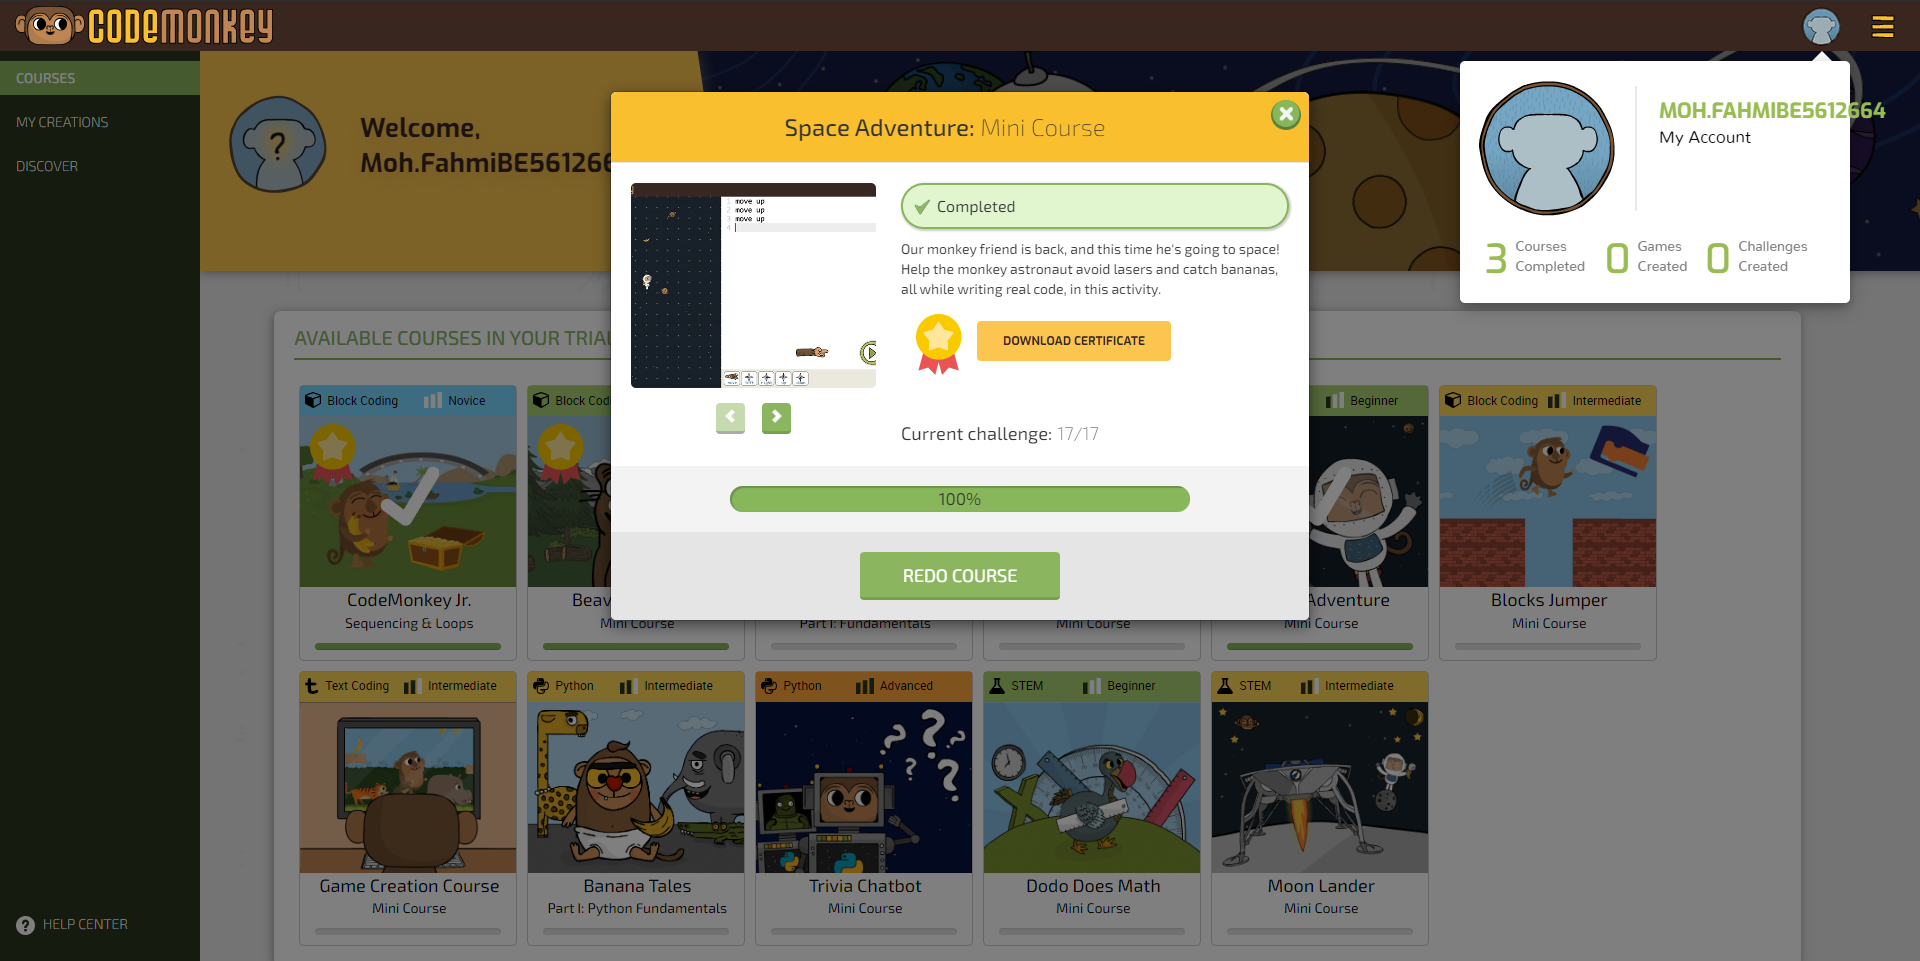 CODEMONKEY
COURSES
MY CREATIONS
DISCOVER
HELP CENTER
Welcome,
Moh.FahmiBE561266
MOH.FAHMIBE5612664
My Account
3 Courses Completed
0 Games Created
0 Challenges Created
AVAILABLE COURSES IN YOUR TRIAL
Space Adventure: Mini Course
1 move up
2 move up
3 move up
4
Completed
Our monkey friend is back, and this time he's going to space!
Help the monkey astronaut avoid lasers and catch bananas,
all while writing real code, in this activity.
DOWNLOAD CERTIFICATE
Current challenge: 17/17
100%
REDO COURSE
Block Coding Novice
CodeMonkey Jr.
Sequencing & Loops
Block Cod
Beav
Mini Course
Part I: Fundamentals
Mini Course
Beginner
Adventure
Mini Course
Block Coding Intermediate
Blocks Jumper
Mini Course
Text Coding Intermediate
Game Creation Course
Mini Course
Python Intermediate
Banana Tales
Part I: Python Fundamentals
Python Advanced
Trivia Chatbot
Mini Course
STEM Beginner
Dodo Does Math
Mini Course
STEM Intermediate
Moon Lander
Mini Course